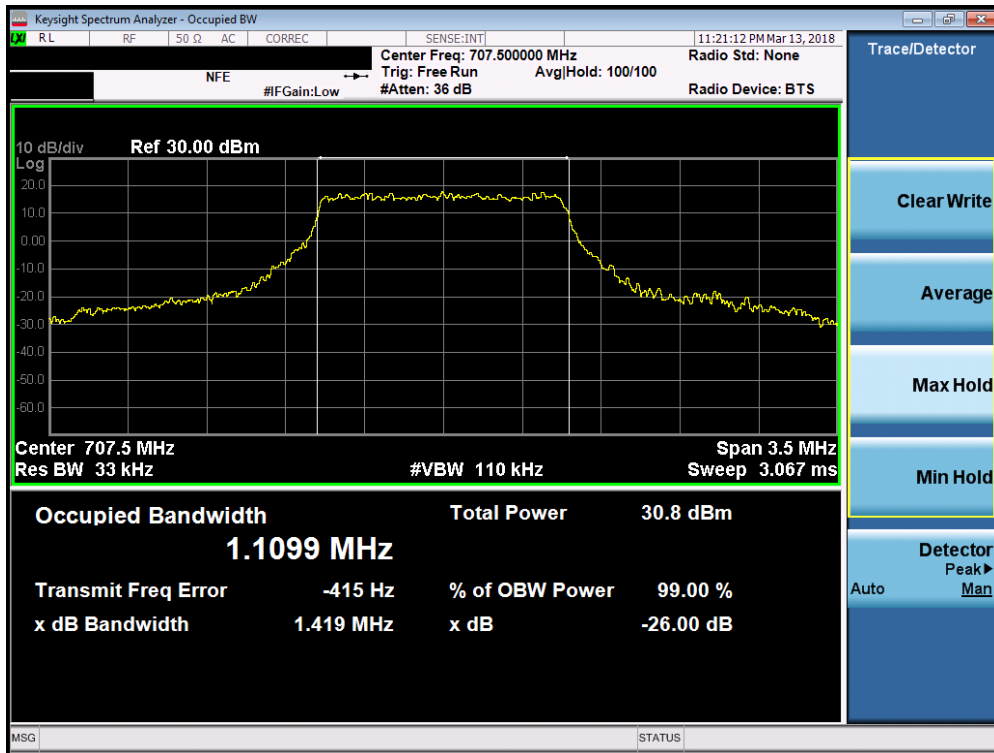 Keysight Spectrum Analyzer - Occupied BW
LXI RL RF 50 Ω AC CORREC SENSE:INT 11:21:12 PM Mar 13, 2018
Center Freq: 707.500000 MHz Radio Std: None
NFE Trig: Free Run Avg|Hold: 100/100
#IFGain:Low #Atten: 36 dB Radio Device: BTS
10 dB/div Ref 30.00 dBm
Log
20.0
10.0
0.00
-10.0
-20.0
-30.0
-40.0
-50.0
-60.0
Center 707.5 MHz Span 3.5 MHz
Res BW 33 kHz #VBW 110 kHz Sweep 3.067 ms
Occupied Bandwidth Total Power 30.8 dBm
1.1099 MHz
Transmit Freq Error -415 Hz % of OBW Power 99.00 %
x dB Bandwidth 1.419 MHz x dB -26.00 dB
MSG STATUS
Trace/Detector
Clear Write
Average
Max Hold
Min Hold
Detector
Peak▶
Auto Man